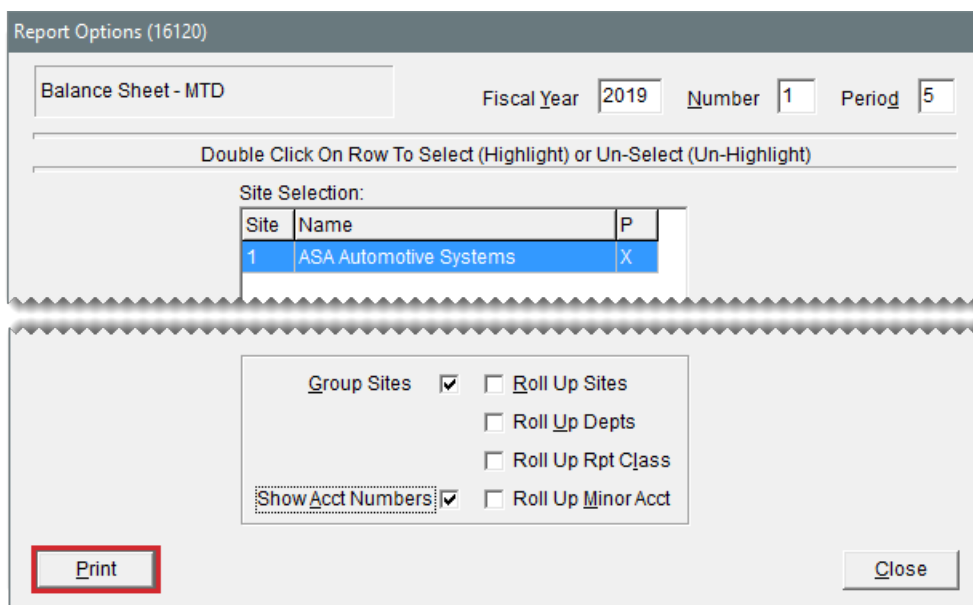 Report Options (16120)
Balance Sheet - MTD Fiscal Year 2019 Number 1 Period 5
Double Click On Row To Select (Highlight) or Un-Select (Un-Highlight)
Site Selection:
Site Name P
1 ASA Automotive Systems X
Group Sites Roll Up Sites
Roll Up Depts
Roll Up Rpt Class
Show Acct Numbers Roll Up Minor Acct
Print Close